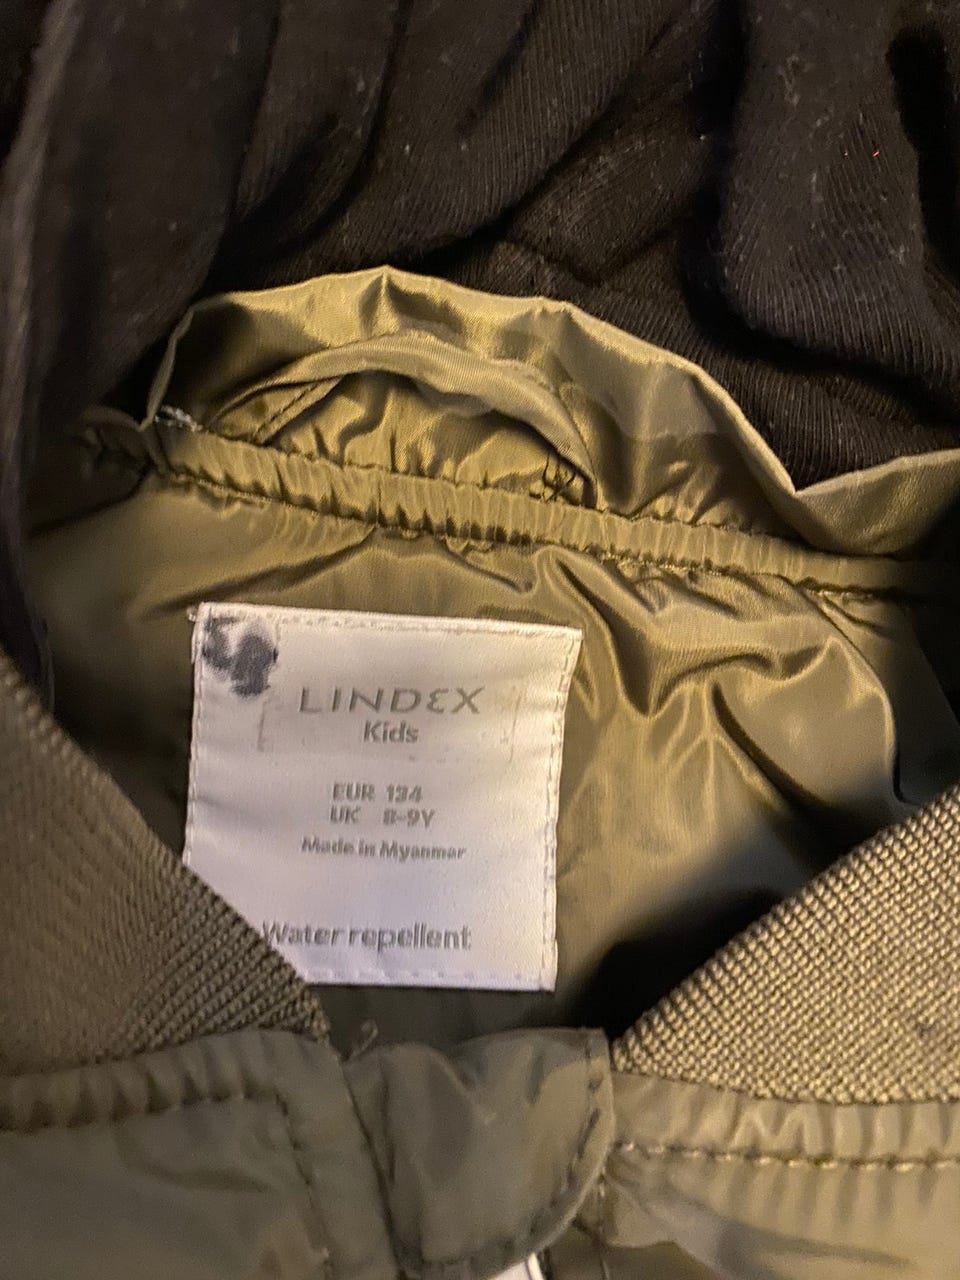 LINDEX
Kids
EUR 134
UK 8-9Y
Made in Myanmar
Water repellent